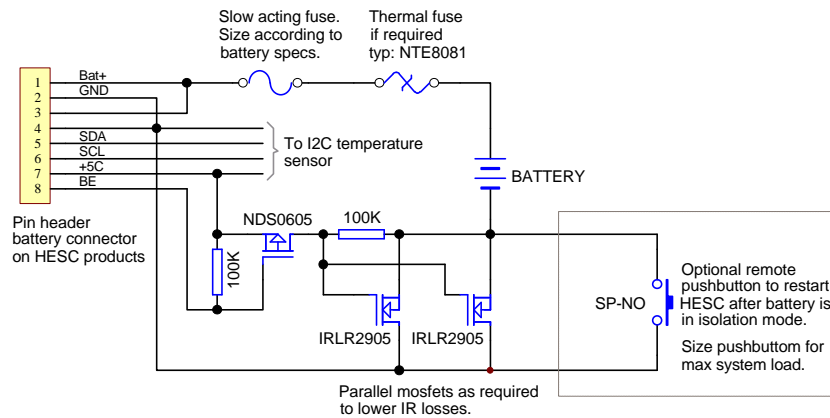 Slow acting fuse.
Size according to
battery specs.
Thermal fuse
if required
typ: NTE8081
1
2
3
4
5
6
7
8
Bat+
GND
SDA
SCL
+5C
BE
To I2C temperature
sensor
BATTERY
Pin header
battery connector
on HESC products
NDS0605
100K
100K
IRLR2905
IRLR2905
SP-NO
Optional remote
pushbutton to restart
HESC after battery is
in isolation mode.
Size pushbuttom for
max system load.
Parallel mosfets as required
to lower IR losses.